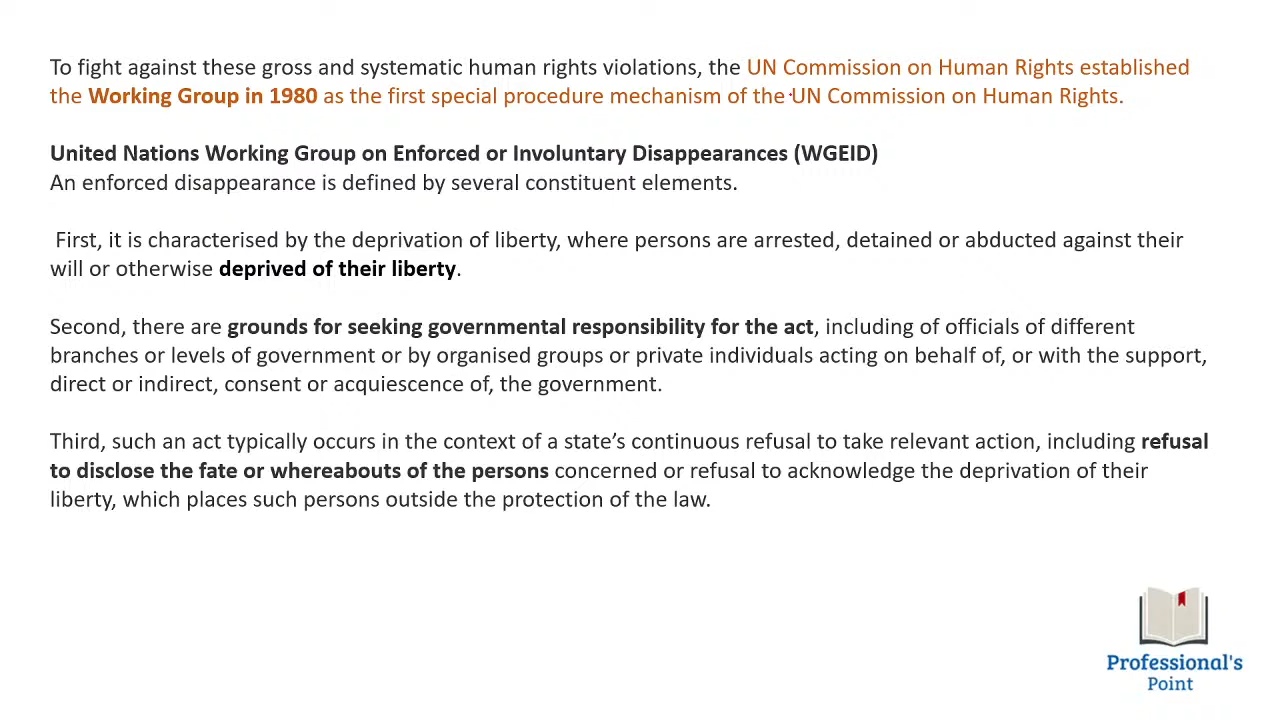 To fight against these gross and systematic human rights violations, the UN Commission on Human Rights established
the Working Group in 1980 as the first special procedure mechanism of the UN Commission on Human Rights.
United Nations Working Group on Enforced or Involuntary Disappearances (WGEID)
An enforced disappearance is defined by several constituent elements.
First, it is characterised by the deprivation of liberty, where persons are arrested, detained or abducted against their
will or otherwise deprived of their liberty.
Second, there are grounds for seeking governmental responsibility for the act, including of officials of different
branches or levels of government or by organised groups or private individuals acting on behalf of, or with the support,
direct or indirect, consent or acquiescence of, the government.
Third, such an act typically occurs in the context of a state's continuous refusal to take relevant action, including refusal
to disclose the fate or whereabouts of the persons concerned or refusal to acknowledge the deprivation of their
liberty, which places such persons outside the protection of the law.
Professional's
Point